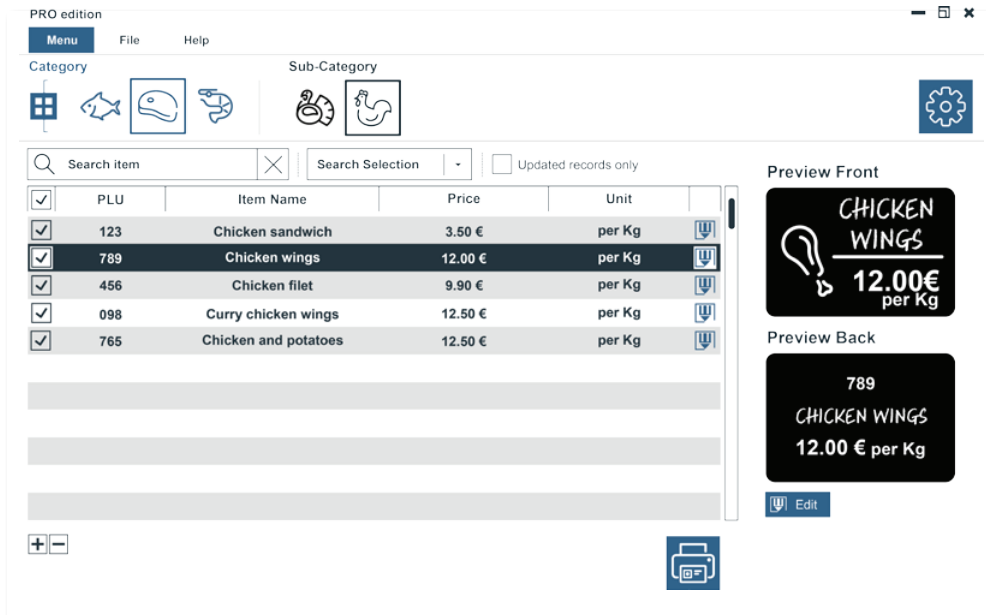 PRO edition
Menu File Help
Category Sub-Category
Search item Search Selection Updated records only
PLU Item Name Price Unit
123 Chicken sandwich 3.50 € per Kg
789 Chicken wings 12.00 € per Kg
456 Chicken filet 9.90 € per Kg
098 Curry chicken wings 12.50 € per Kg
765 Chicken and potatoes 12.50 € per Kg
Preview Front
CHICKEN
WINGS
12.00€
per Kg
Preview Back
789
CHICKEN WINGS
12.00 € per Kg
Edit